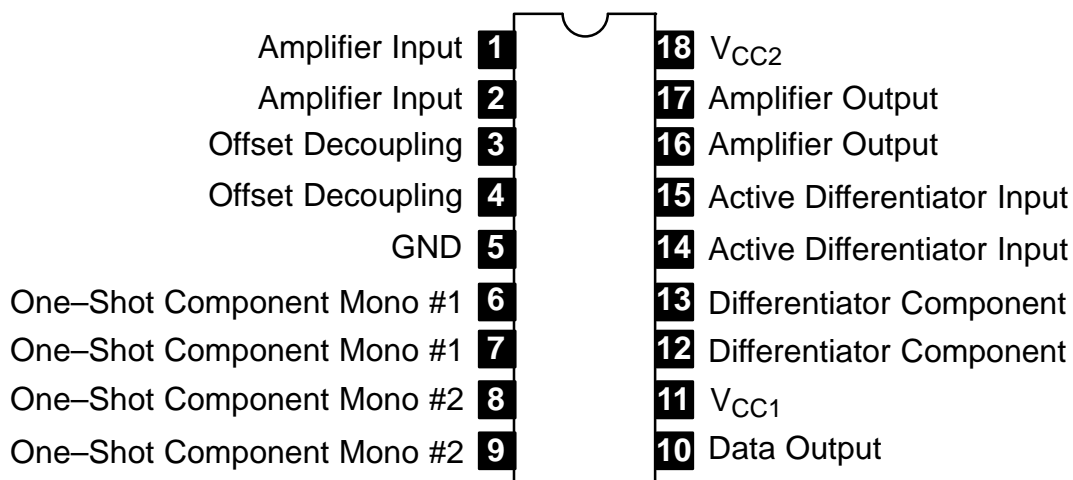 Amplifier Input 1 18 VCC2
Amplifier Input 2 17 Amplifier Output
Offset Decoupling 3 16 Amplifier Output
Offset Decoupling 4 15 Active Differentiator Input
GND 5 14 Active Differentiator Input
One–Shot Component Mono #1 6 13 Differentiator Component
One–Shot Component Mono #1 7 12 Differentiator Component
One–Shot Component Mono #2 8 11 VCC1
One–Shot Component Mono #2 9 10 Data Output